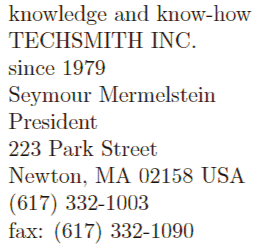 knowledge and know-how
TECHSMITH INC.
since 1979
Seymour Mermelstein
President
223 Park Street
Newton, MA 02158 USA
(617) 332-1003
fax: (617) 332-1090